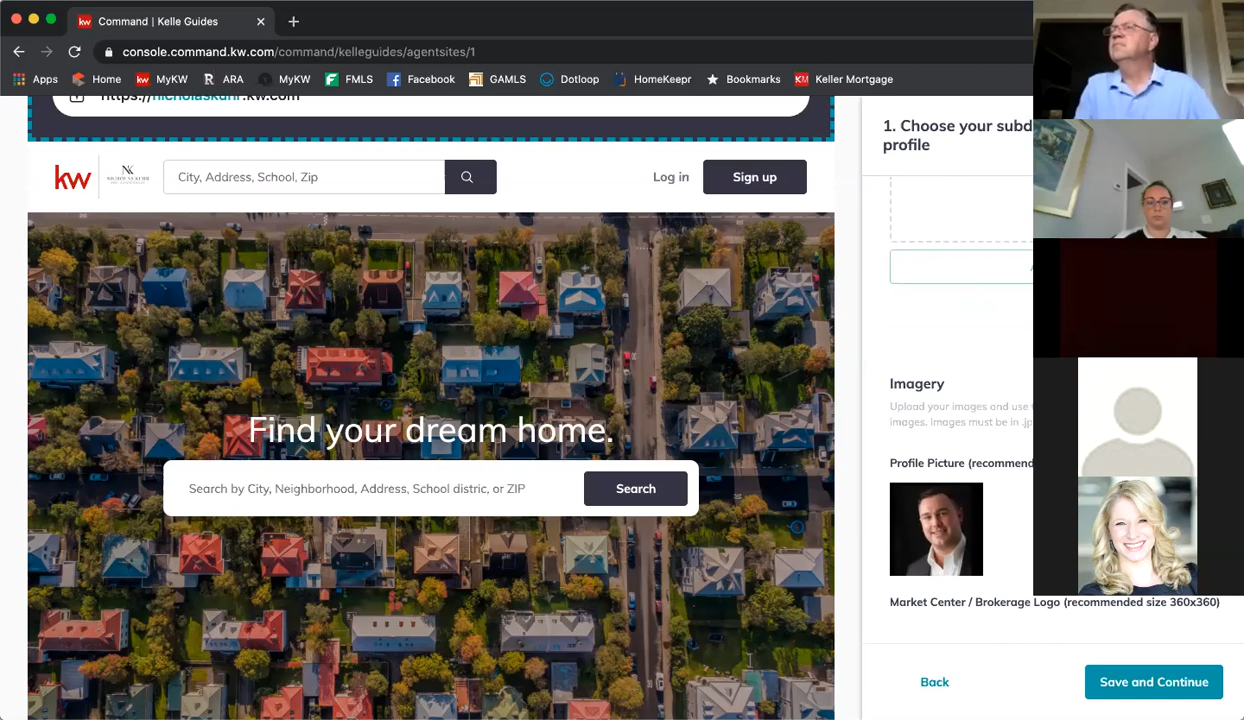 kw Command | Kelle Guides
console.command.kw.com/command/kelleguides/agentsites/1
Apps Home kw MyKW R ARA MyKW FMLS Facebook GAMLS Dotloop HomeKeepr Bookmarks KM Keller Mortgage
.kw.com
1. Choose your subd
profile
kw NK City, Address, School, Zip Log in Sign up
Find your dream home.
Search by City, Neighborhood, Address, School distric, or ZIP Search
Imagery
Upload your images and use
images. Images must be in .jp
Profile Picture (recommend
Market Center / Brokerage Logo (recommended size 360x360)
Back Save and Continue